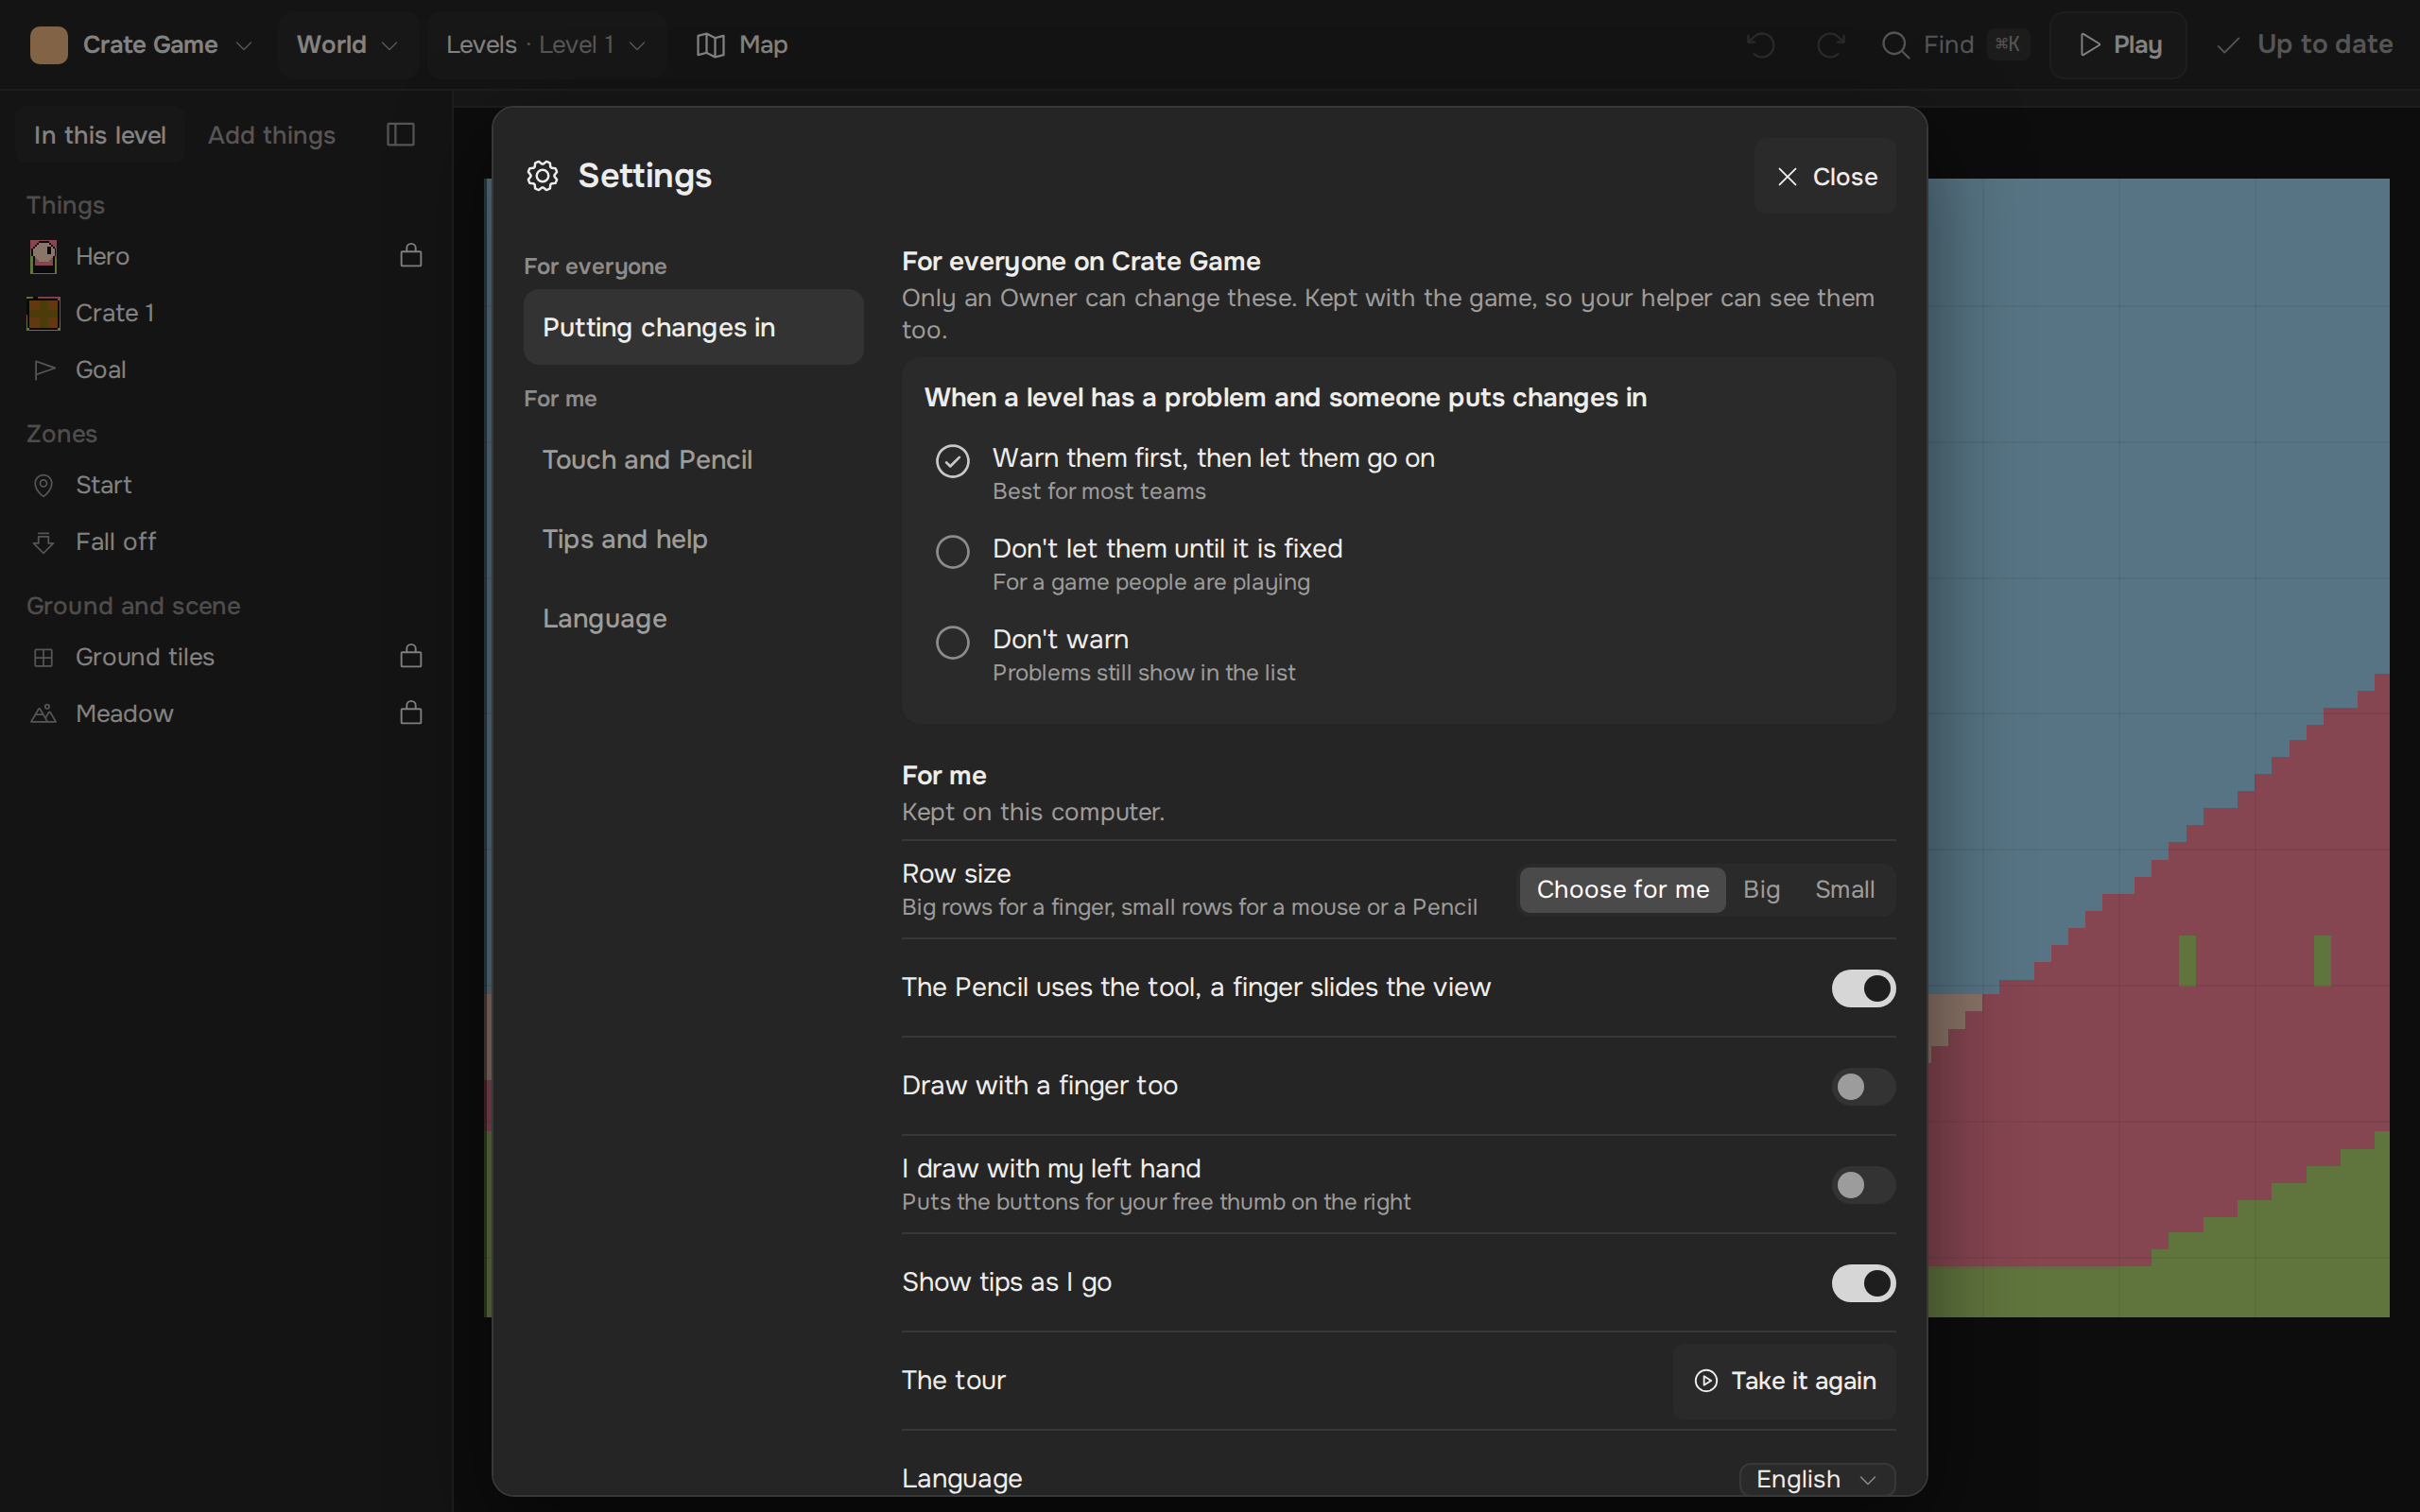 Crate Game
World
Levels · Level 1
Map
Find ⌘K
Play
Up to date
In this level
Add things
Things
Hero
Crate 1
Goal
Zones
Start
Fall off
Ground and scene
Ground tiles
Meadow
Settings
Close
For everyone
Putting changes in
For me
Touch and Pencil
Tips and help
Language
For everyone on Crate Game
Only an Owner can change these. Kept with the game, so your helper can see them
too.
When a level has a problem and someone puts changes in
Warn them first, then let them go on
Best for most teams
Don't let them until it is fixed
For a game people are playing
Don't warn
Problems still show in the list
For me
Kept on this computer.
Row size
Big rows for a finger, small rows for a mouse or a Pencil
Choose for me
Big
Small
The Pencil uses the tool, a finger slides the view
Draw with a finger too
I draw with my left hand
Puts the buttons for your free thumb on the right
Show tips as I go
The tour
Take it again
Language
English